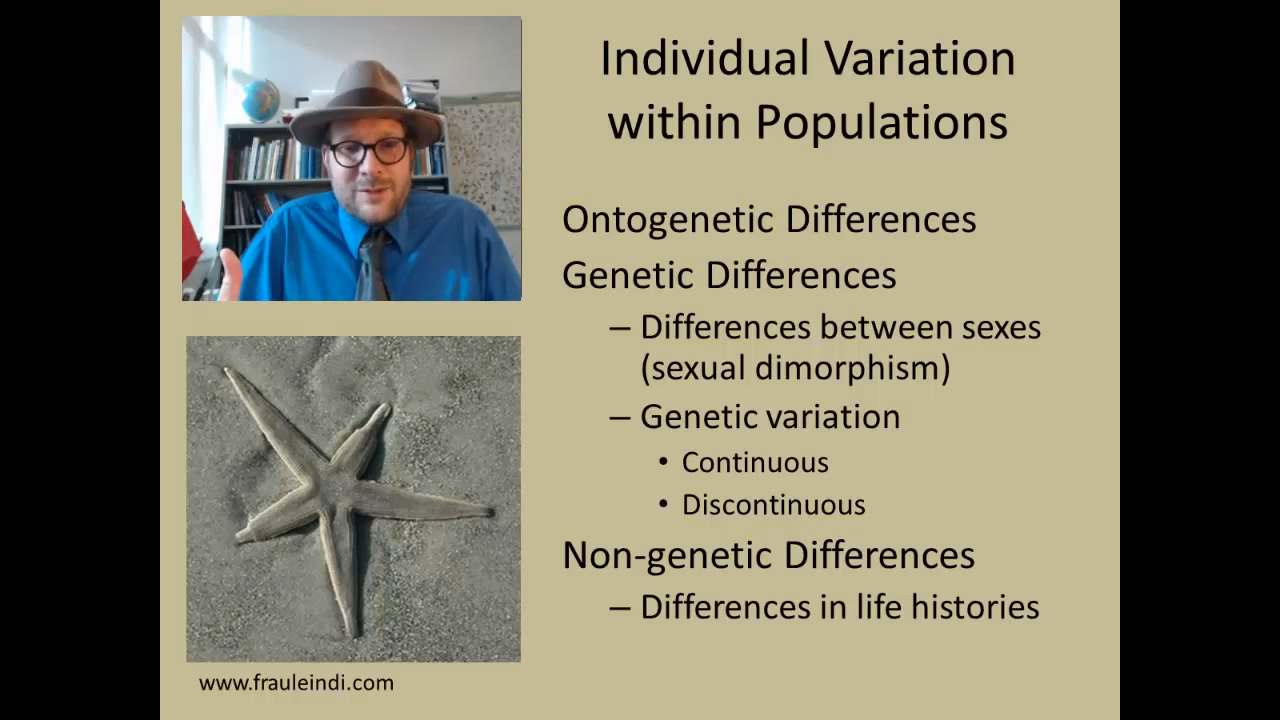 Individual Variation
within Populations
Ontogenetic Differences
Genetic Differences
– Differences between sexes
(sexual dimorphism)
– Genetic variation
• Continuous
• Discontinuous
Non-genetic Differences
– Differences in life histories
www.frauleindi.com